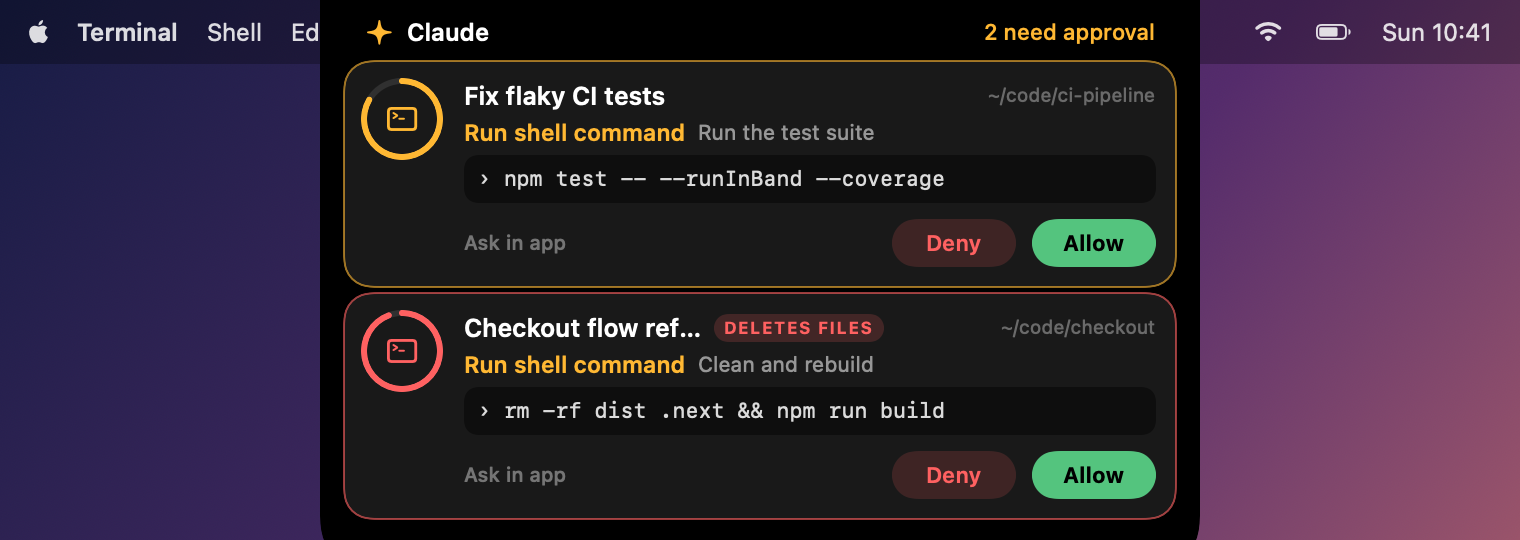 Terminal Shell Ed
Claude
2 need approval
Sun 10:41
Fix flaky CI tests
~/code/ci-pipeline
Run shell command Run the test suite
› npm test -- --runInBand --coverage
Ask in app
Deny
Allow
Checkout flow ref... DELETES FILES
~/code/checkout
Run shell command Clean and rebuild
› rm -rf dist .next && npm run build
Ask in app
Deny
Allow